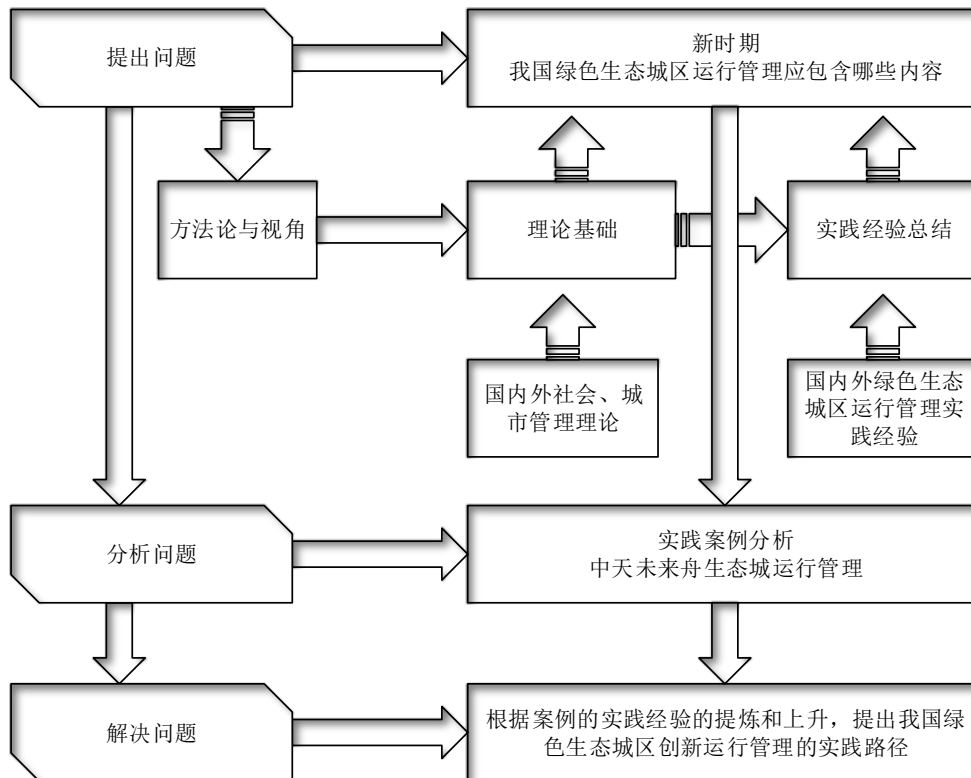 提出问题
新时期
我国绿色生态城区运行管理应包含哪些内容
方法论与视角
理论基础
实践经验总结
国内外社会、城
市管理理论
国内外绿色生态
城区运行管理实
践经验
分析问题
实践案例分析
中天未来舟生态城运行管理
解决问题
根据案例的实践经验的提炼和上升，提出我国绿
色生态城区创新运行管理的实践路径